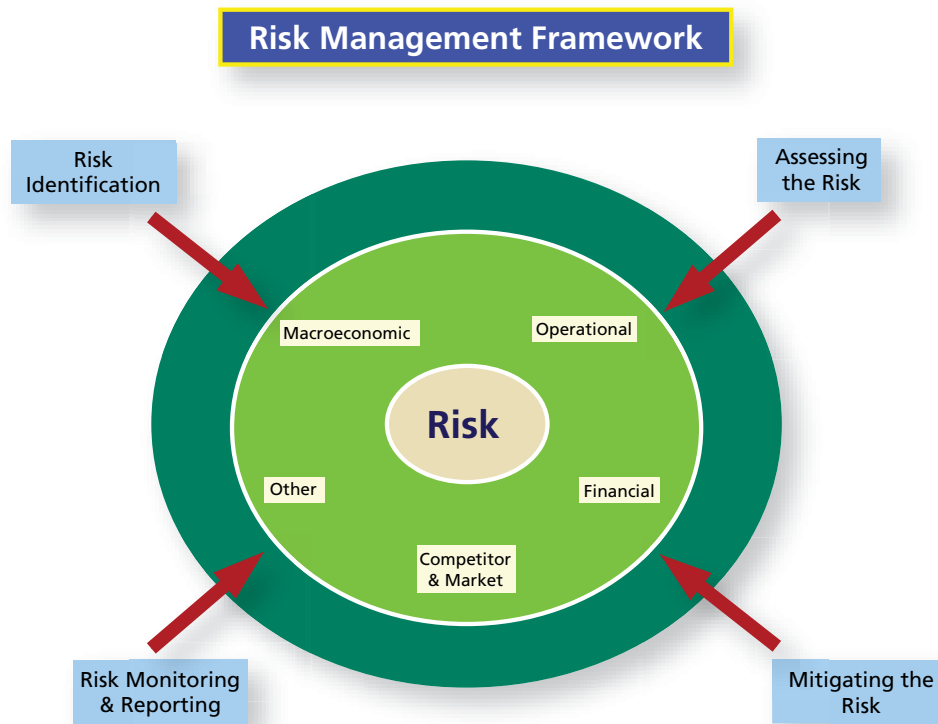 Risk Management Framework
Risk
Identification
Assessing
the Risk
Macroeconomic
Operational
Risk
Other
Financial
Competitor
& Market
Risk Monitoring
& Reporting
Mitigating the
Risk